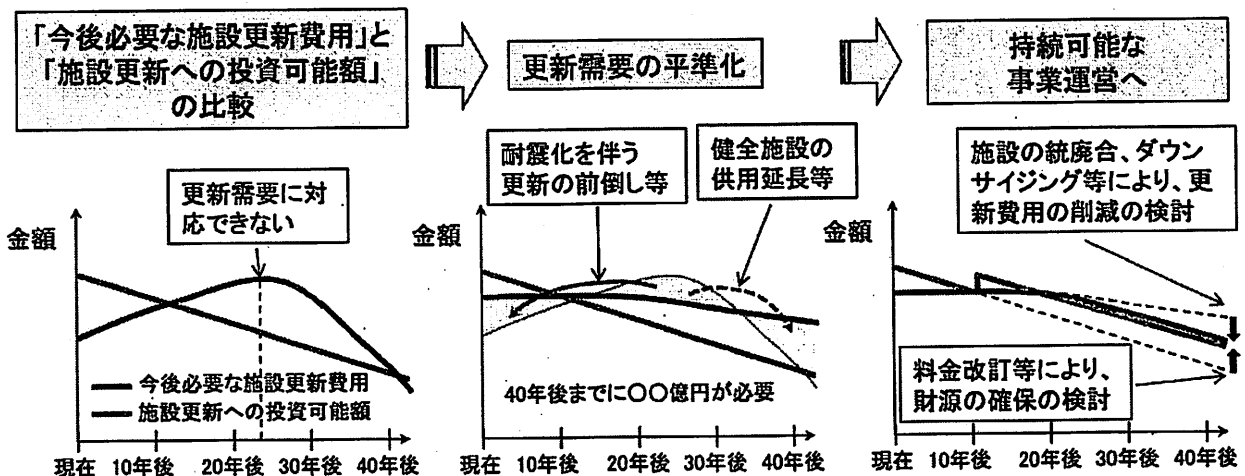 「今後必要な施設更新費用」と
「施設更新への投資可能額」
の比較
更新需要の平準化
持続可能な
事業運営へ
更新需要に対
応できない
金額
今後必要な施設更新費用
施設更新への投資可能額
現在 10年後 20年後 30年後 40年後
耐震化を伴う
更新の前倒し等
健全施設の
供用延長等
金額
40年後までに〇〇億円が必要
現在 10年後 20年後 30年後 40年後
施設の統廃合、ダウン
サイジング等により、更
新費用の削減の検討
金額
料金改訂等により、
財源の確保の検討
現在 10年後 20年後 30年後 40年後